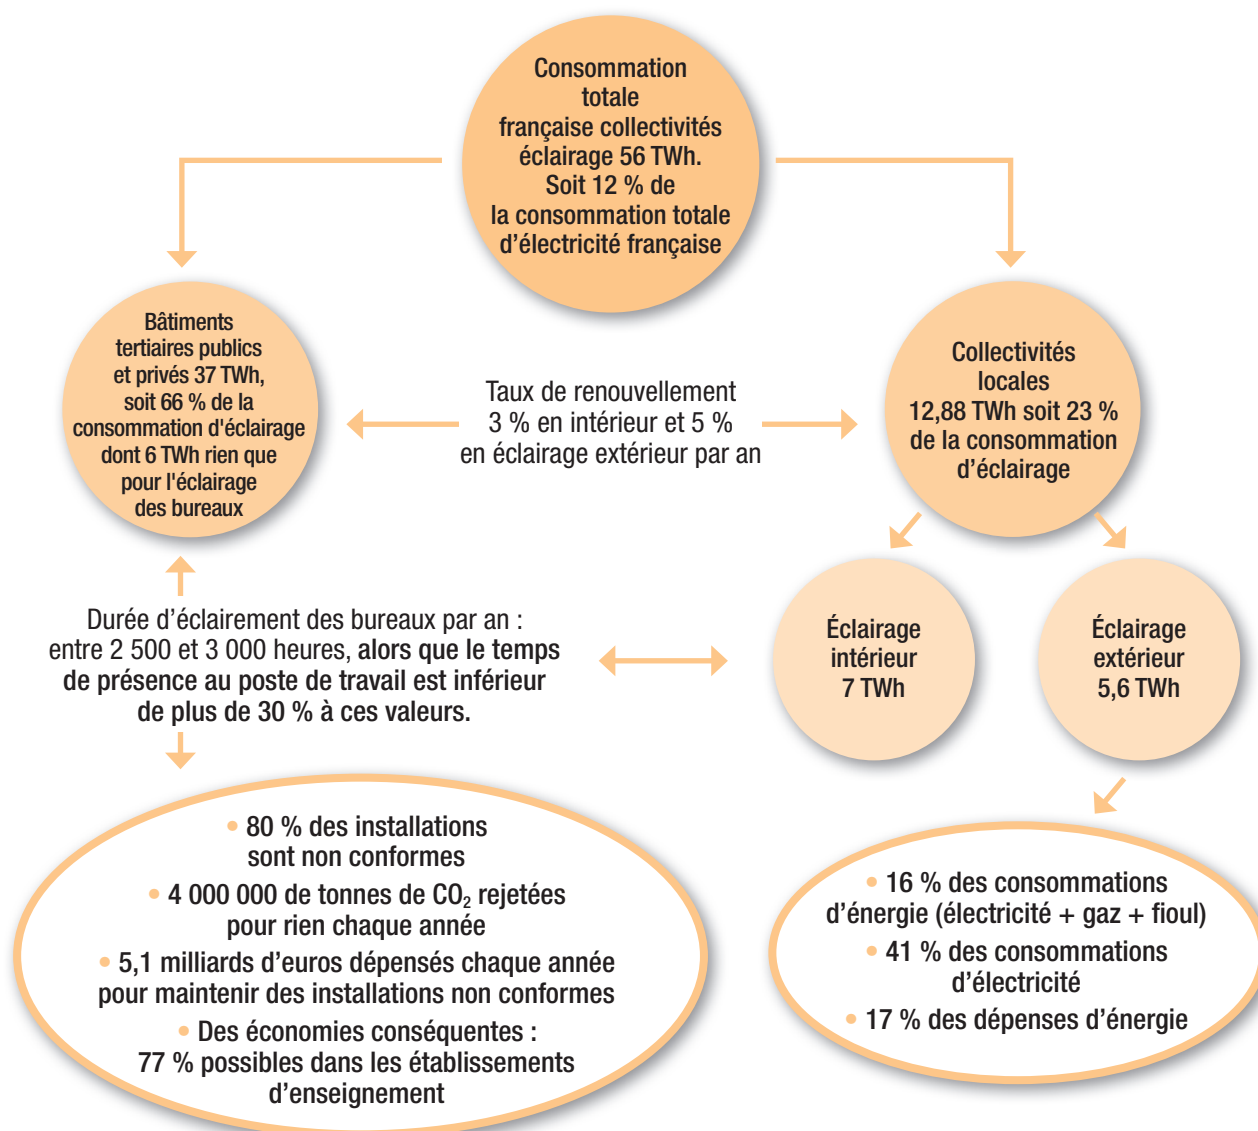 Consommation
totale
française collectivités
éclairage 56 TWh.
Soit 12 % de
la consommation totale
d’électricité française
Bâtiments
tertiaires publics
et privés 37 TWh,
soit 66 % de la
consommation d'éclairage
dont 6 TWh rien que
pour l'éclairage
des bureaux
Taux de renouvellement
3 % en intérieur et 5 %
en éclairage extérieur par an
Collectivités
locales
12,88 TWh soit 23 %
de la consommation
d’éclairage
Durée d’éclairement des bureaux par an :
entre 2 500 et 3 000 heures, alors que le temps
de présence au poste de travail est inférieur
de plus de 30 % à ces valeurs.
Éclairage
intérieur
7 TWh
Éclairage
extérieur
5,6 TWh
• 80 % des installations
sont non conformes
• 4 000 000 de tonnes de CO₂ rejetées
pour rien chaque année
• 5,1 milliards d’euros dépensés chaque année
pour maintenir des installations non conformes
• Des économies conséquentes :
77 % possibles dans les établissements
d’enseignement
• 16 % des consommations
d’énergie (électricité + gaz + fioul)
• 41 % des consommations
d’électricité
• 17 % des dépenses d’énergie